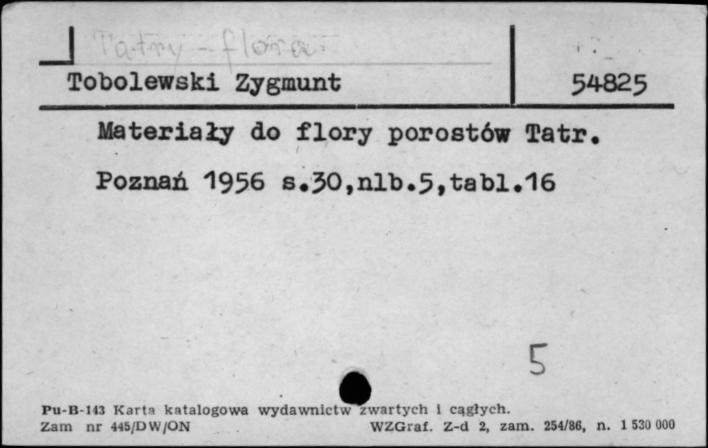 Tatry - flora
Tobolewski Zygmunt 54825
Materiały do flory porostów Tatr.
Poznań 1956 s.30,nlb.5,tabl.16
5
Pu-B-143 Karta katalogowa wydawnictw zwartych i cągłych.
Zam nr 445/DW/ON WZGraf. Z-d 2, zam. 254/86, n. 1 530 000